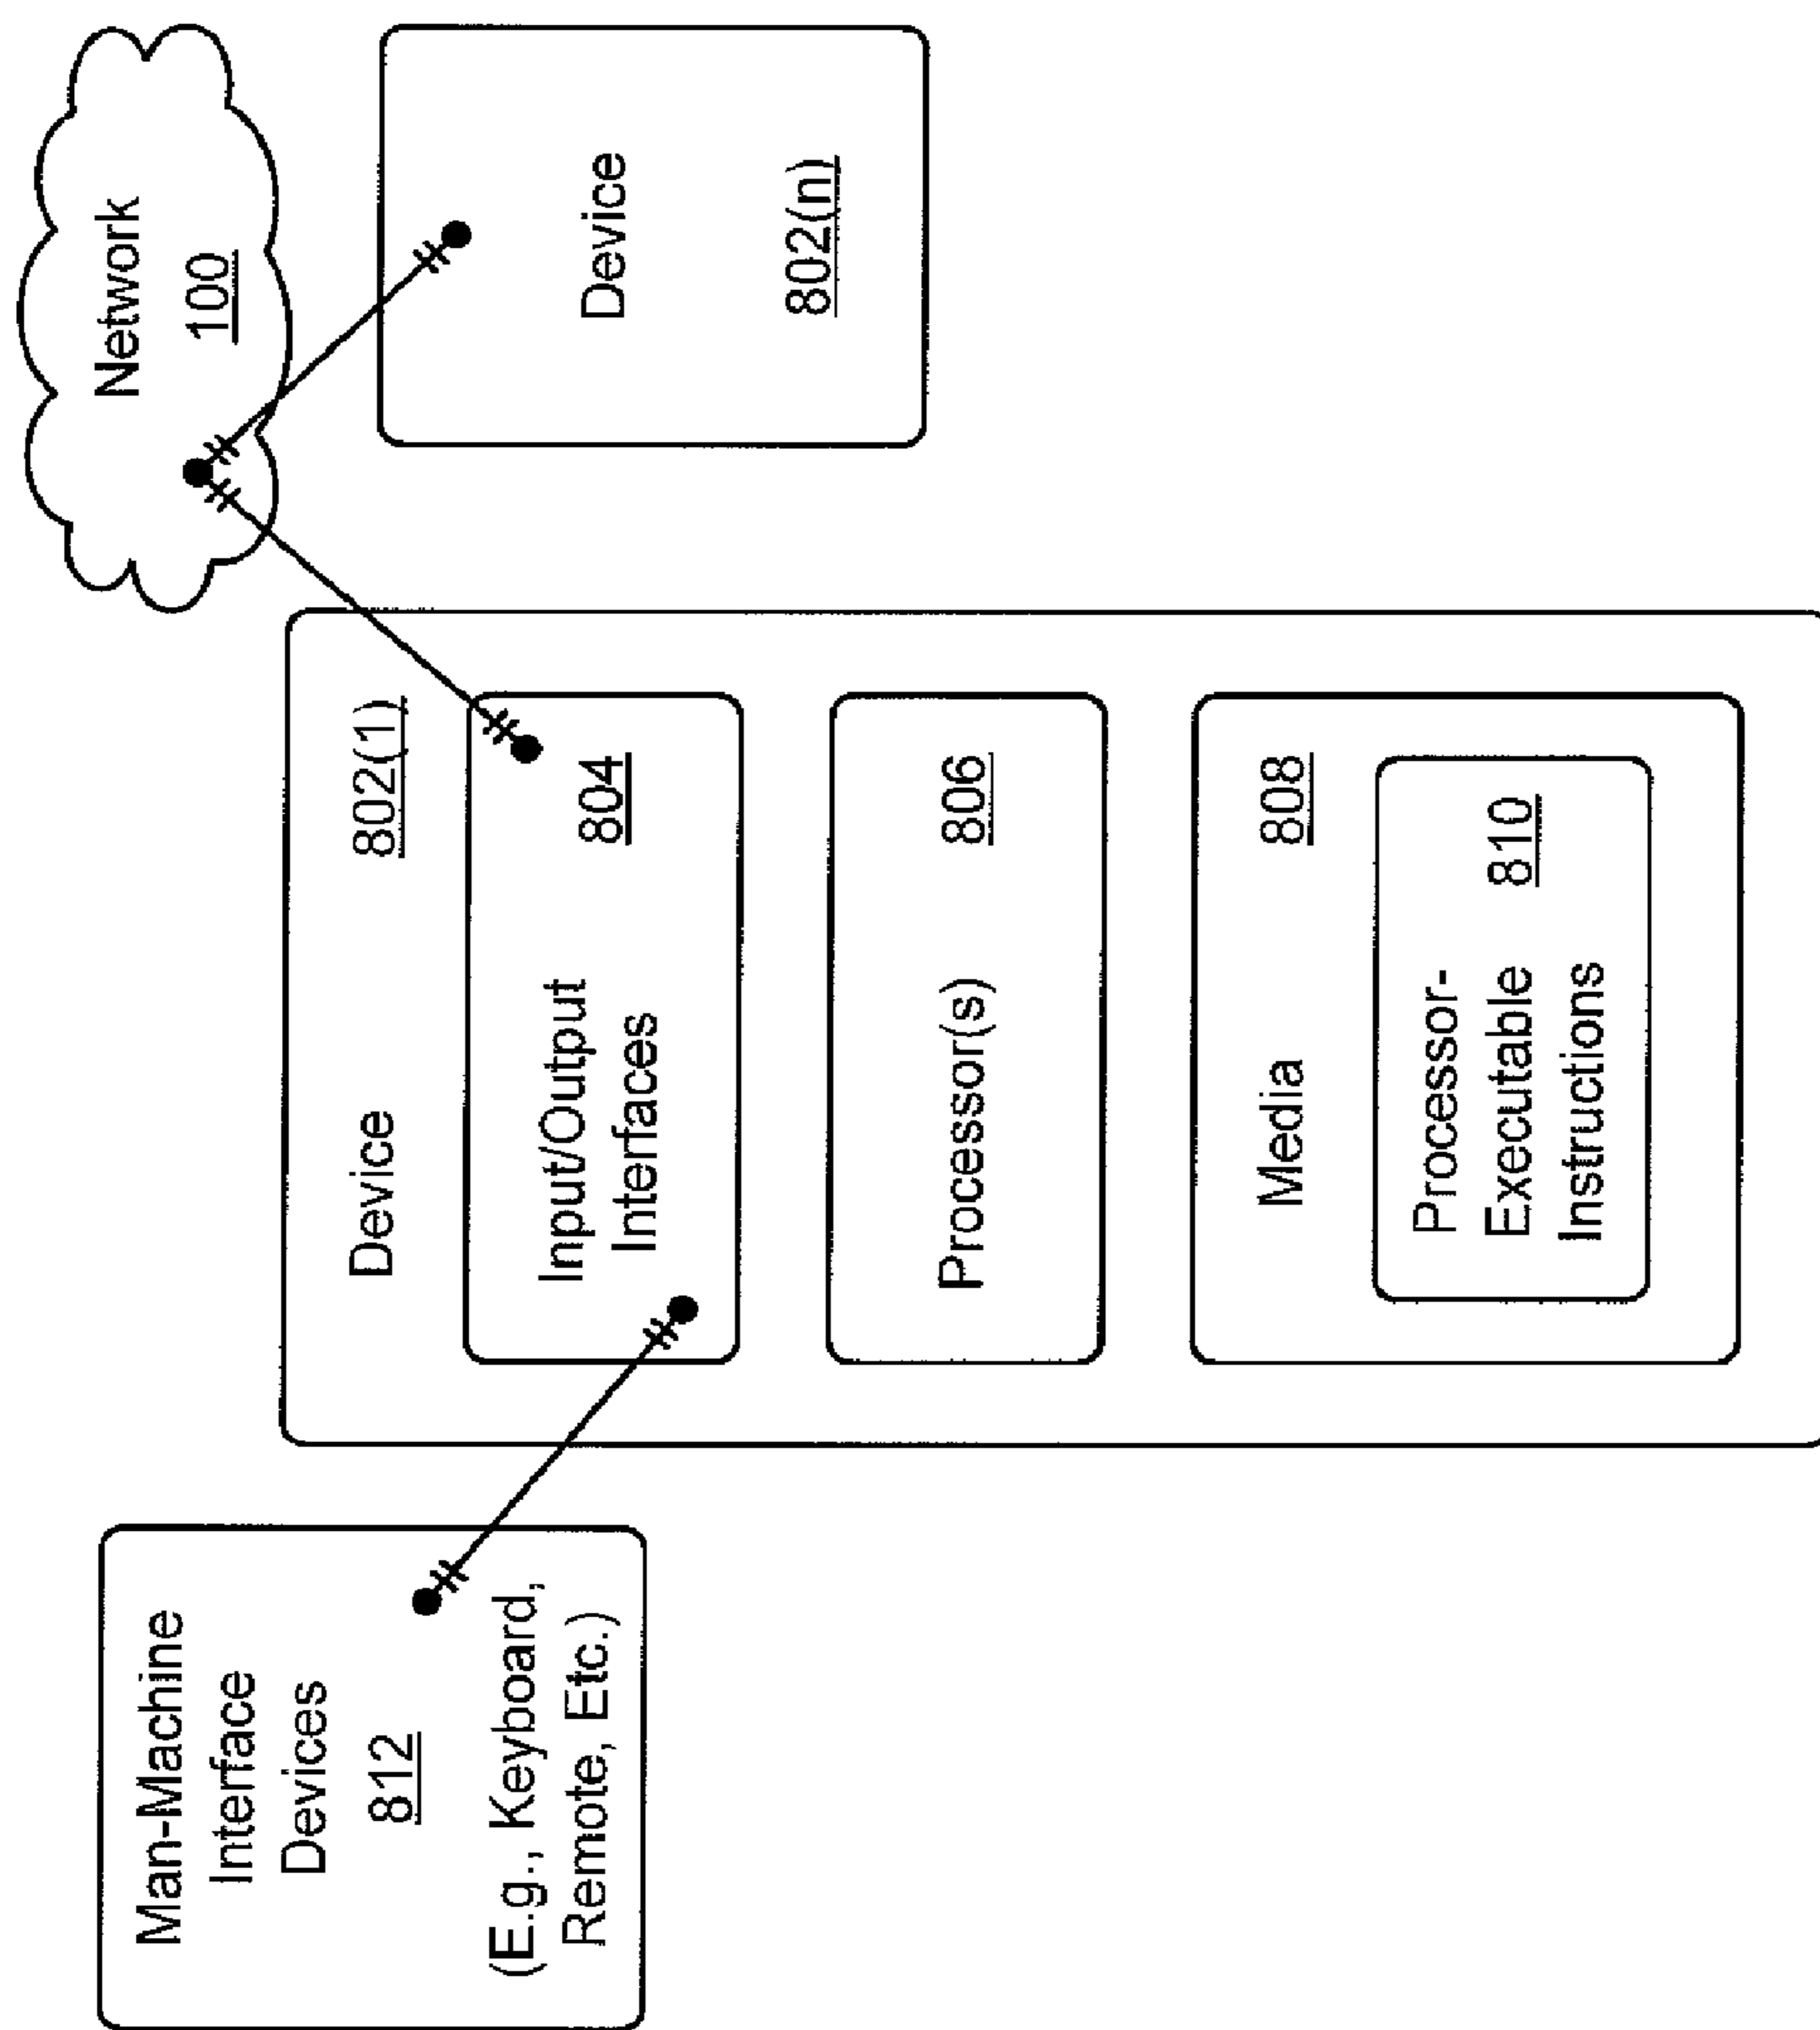 Network
100
Man-Machine
Interface
Devices
812
(E.g., Keyboard,
Remote, Etc.)
Device 802(1)
Input/Output
Interfaces
804
Processor(s) 806
Media 808
Processor-
Executable 810
Instructions
Device
802(n)